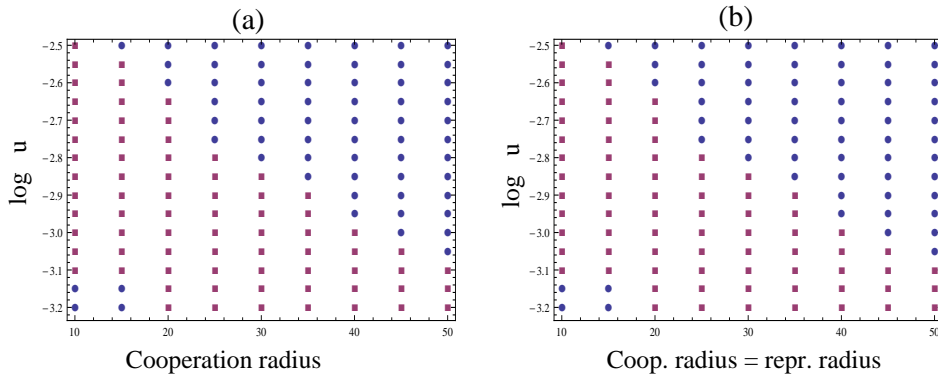 (a)
(b)
−2.5
−2.6
−2.7
−2.8
−2.9
−3.0
−3.1
−3.2
log u
10 20 30 40 50
Cooperation radius
−2.5
−2.6
−2.7
−2.8
−2.9
−3.0
−3.1
−3.2
log u
10 20 30 40 50
Coop. radius = repr. radius